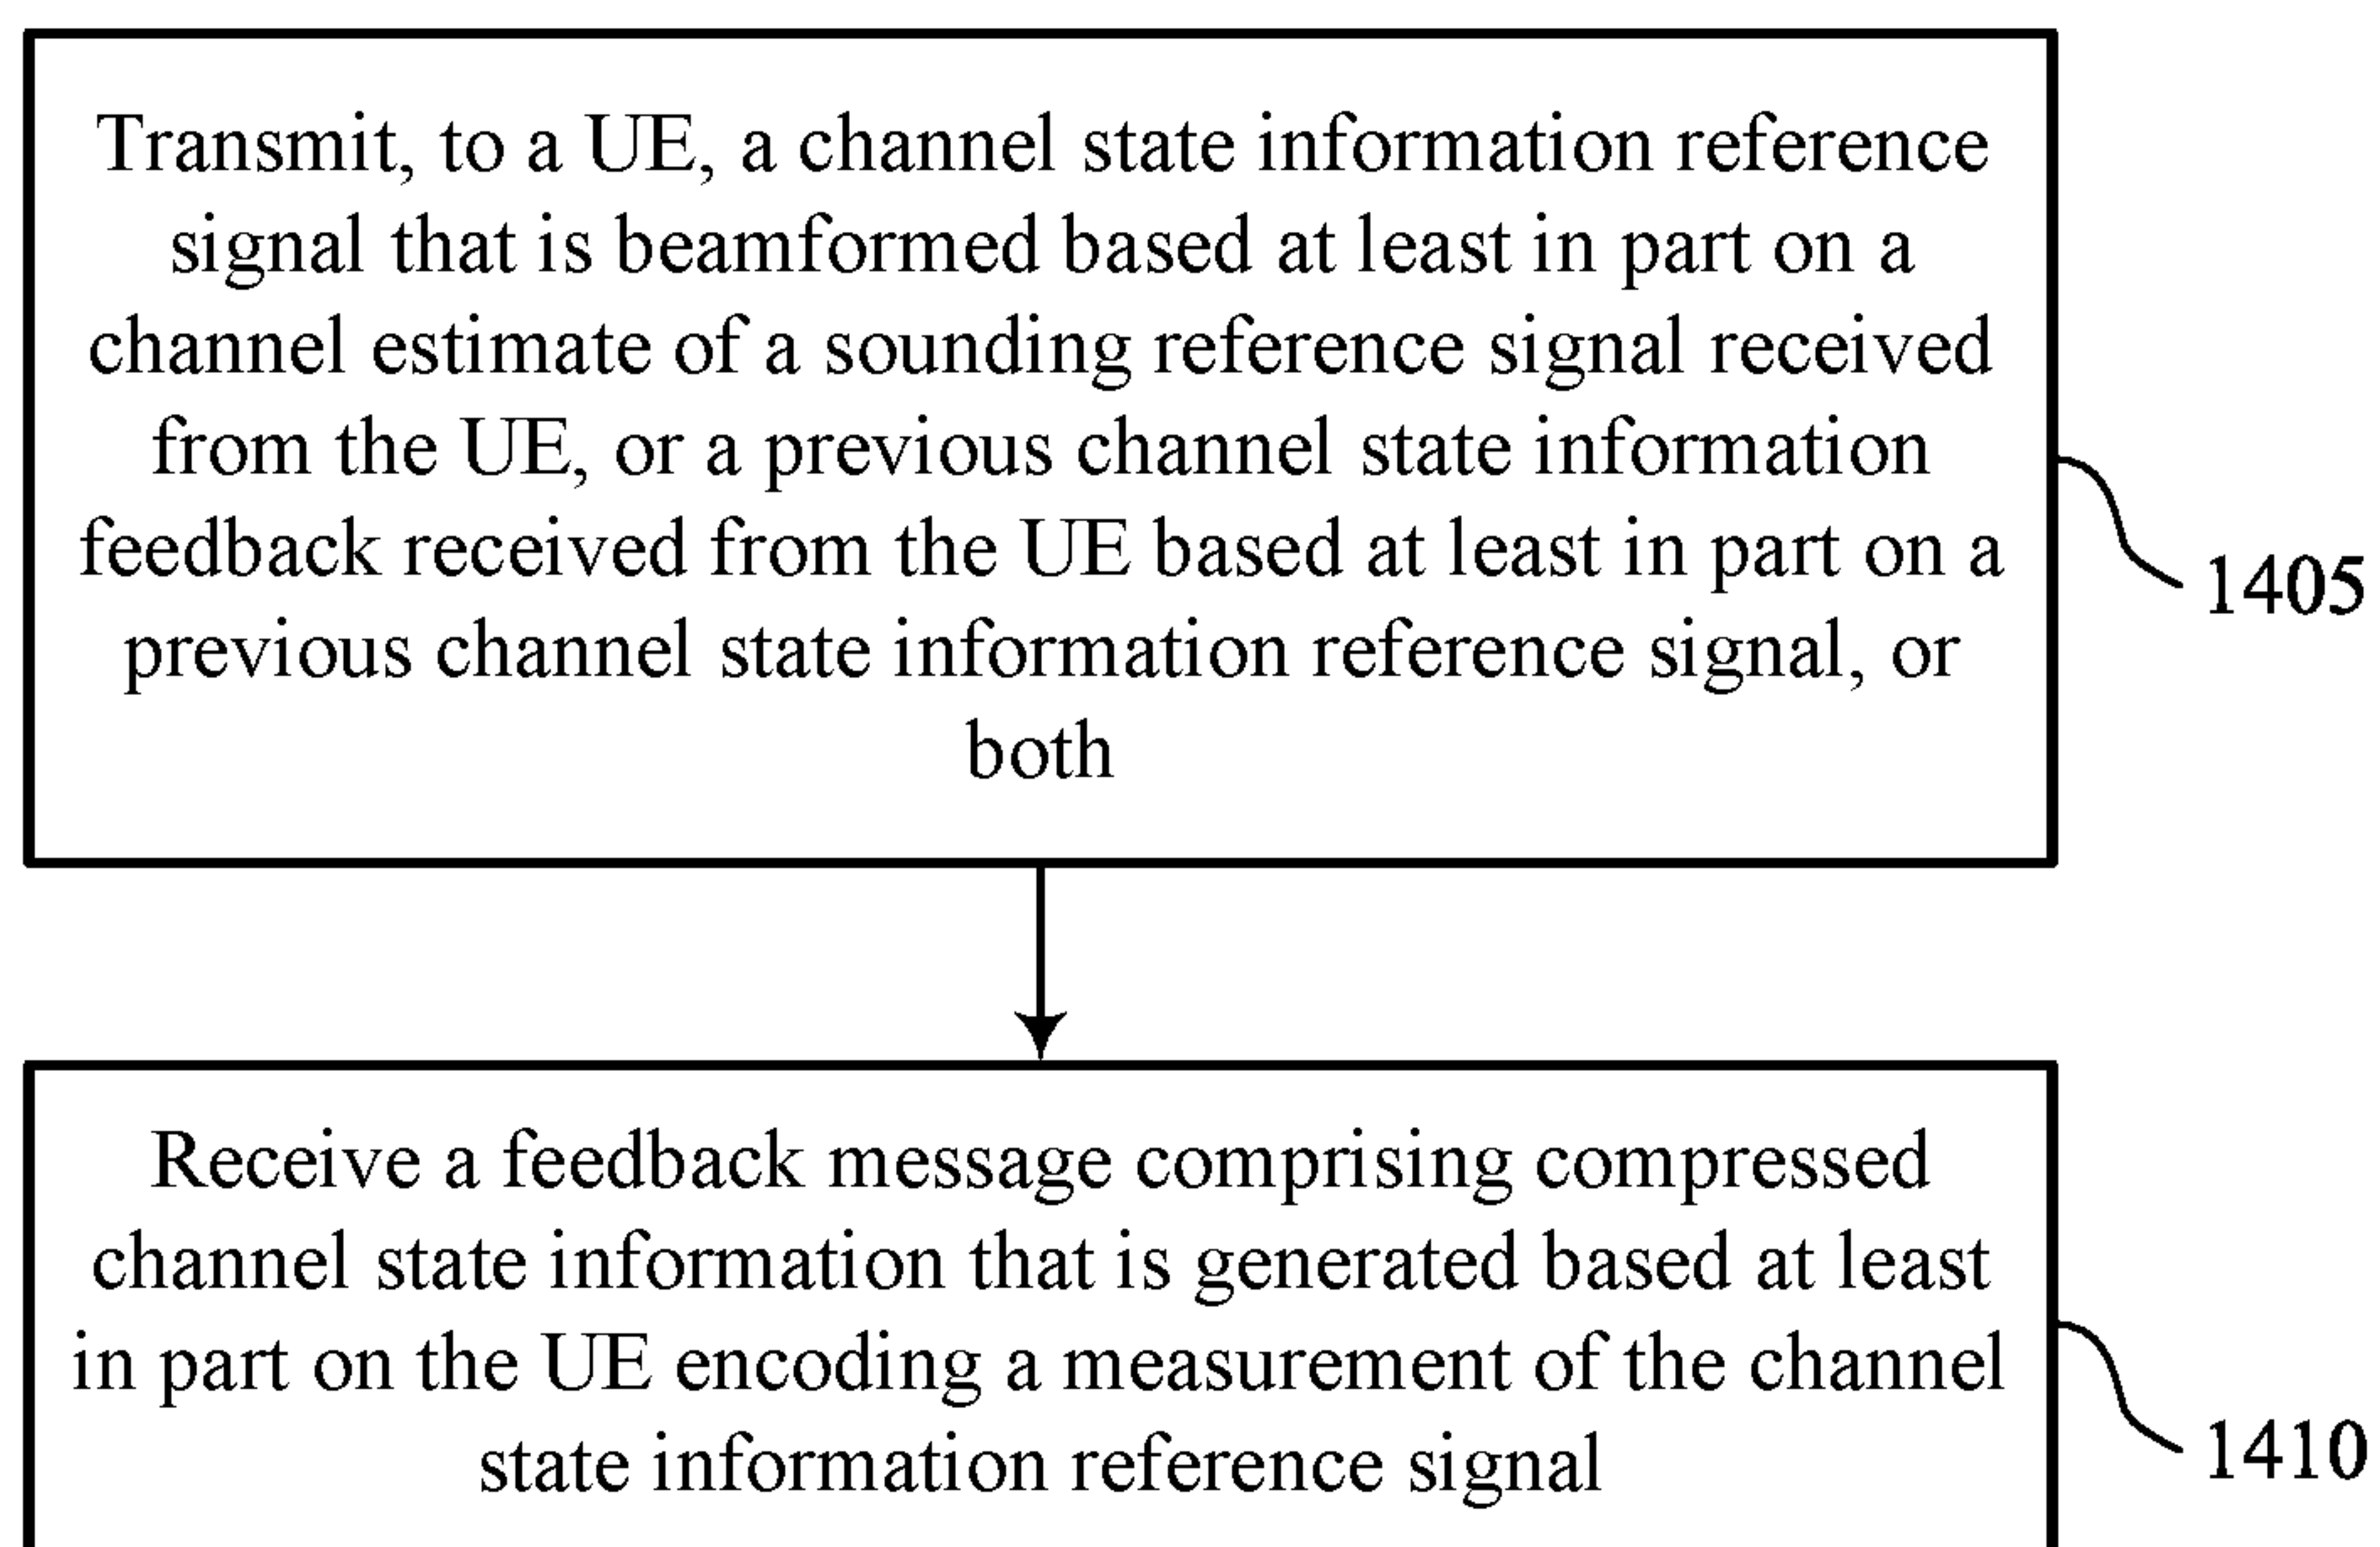 Transmit, to a UE, a channel state information reference
signal that is beamformed based at least in part on a
channel estimate of a sounding reference signal received
from the UE, or a previous channel state information
feedback received from the UE based at least in part on a
previous channel state information reference signal, or
both
1405
Receive a feedback message comprising compressed
channel state information that is generated based at least
in part on the UE encoding a measurement of the channel
state information reference signal
1410